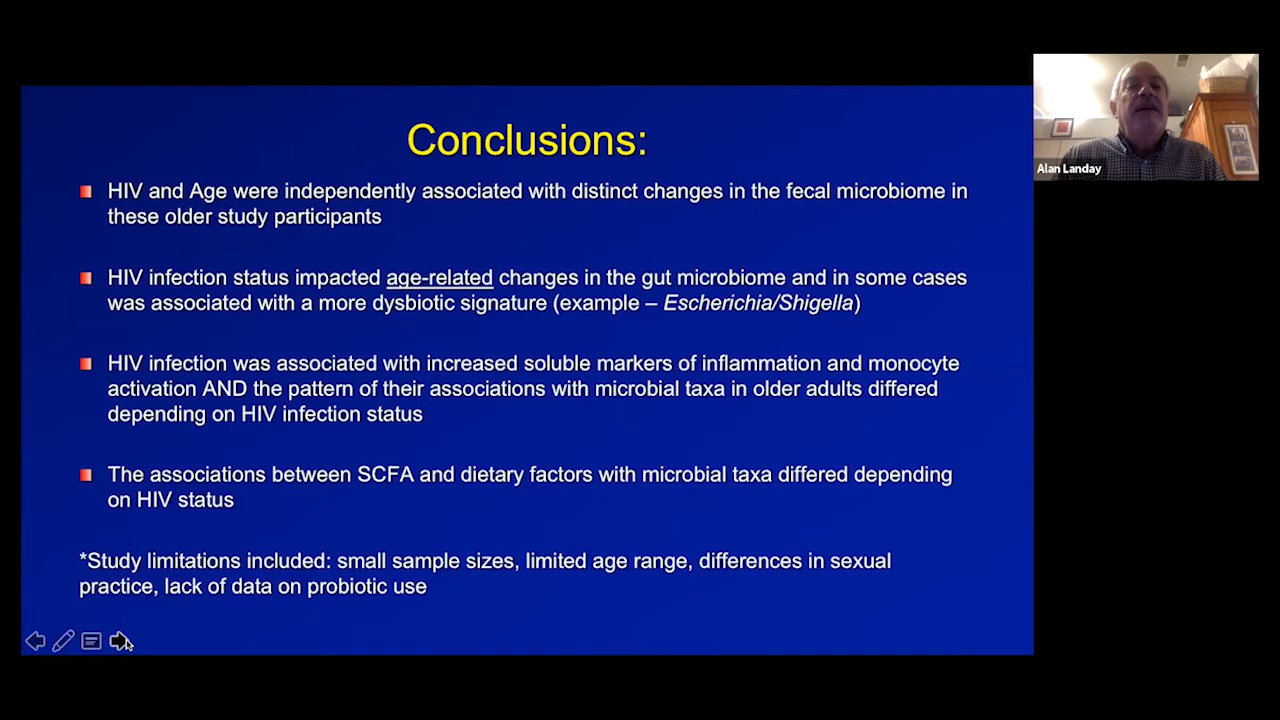 Conclusions:
HIV and Age were independently associated with distinct changes in the fecal microbiome in
these older study participants
HIV infection status impacted age-related changes in the gut microbiome and in some cases
was associated with a more dysbiotic signature (example – Escherichia/Shigella)
HIV infection was associated with increased soluble markers of inflammation and monocyte
activation AND the pattern of their associations with microbial taxa in older adults differed
depending on HIV infection status
The associations between SCFA and dietary factors with microbial taxa differed depending
on HIV status
*Study limitations included: small sample sizes, limited age range, differences in sexual
practice, lack of data on probiotic use
Alan Landay